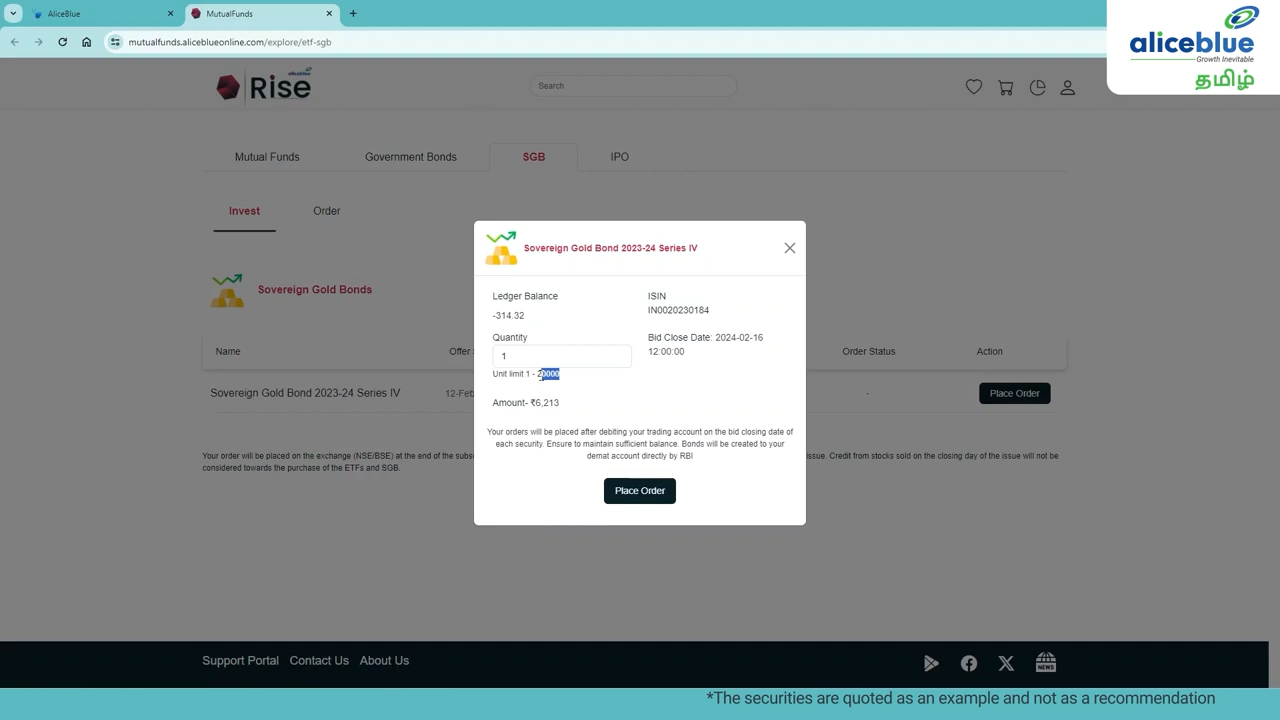 AliceBlue
MutualFunds
mutualfunds.aliceblueonline.com/explore/etf-sgb
aliceblue
Growth Inevitable
தமிழ்
aliceblue
Rise
Search
Mutual Funds
Government Bonds
SGB
IPO
Invest
Order
Sovereign Gold Bonds
Name
Offer
Order Status
Action
Sovereign Gold Bond 2023-24 Series IV
12-Feb
-
Place Order
Your order will be placed on the exchange (NSE/BSE) at the end of the
issue. Credit from stocks sold on the closing day of the issue will not be
considered towards the purchase of the ETFs and SGB.
Sovereign Gold Bond 2023-24 Series IV
Ledger Balance
-314.32
ISIN
IN0020230184
Quantity
1
Unit limit 1 - 20000
Bid Close Date: 2024-02-16
12:00:00
Amount- ₹6,213
Your orders will be placed after debiting your trading account on the bid closing date of
each security. Ensure to maintain sufficient balance. Bonds will be created to your
demat account directly by RBI
Place Order
Support Portal
Contact Us
About Us
NEWS
*The securities are quoted as an example and not as a recommendation